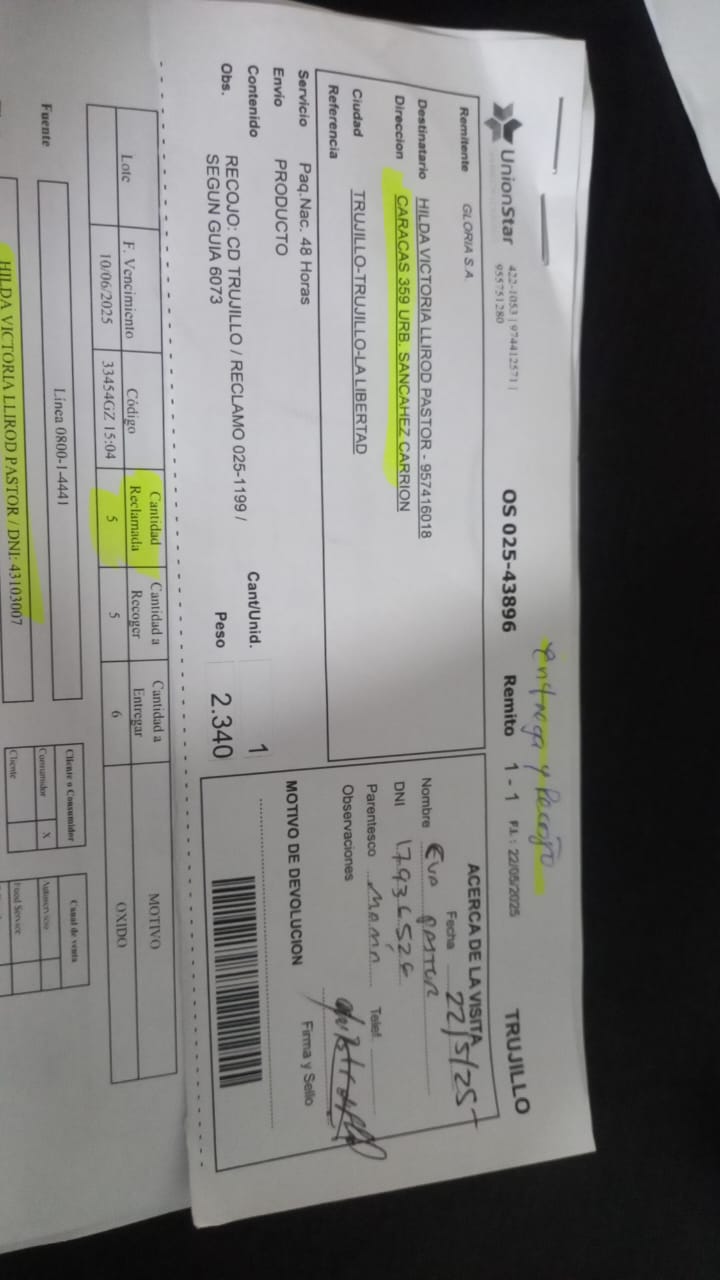 entrega y Recojo
UnionStar
422-1053 | 974412571 |
955751280
OS 025-43896
Remito 1 - 1
F.I. : 22/05/2025
TRUJILLO
Remitente GLORIA S.A.
Destinatario HILDA VICTORIA LLIROD PASTOR - 957416018
Direccion CARACAS 359 URB. SANCAHEZ CARRION
Ciudad TRUJILLO-TRUJILLO-LA LIBERTAD
Referencia
Servicio Paq.Nac. 48 Horas
Envio PRODUCTO
Contenido
Obs. RECOJO: CD TRUJILLO / RECLAMO 025-1199 /
SEGUN GUIA 6073
Cant/Unid. 1
Peso 2.340
ACERCA DE LA VISITA
Fecha 22/5/25
Nombre Eva Pastor
DNI 17936526
Parentesco Mamá Telef.
Observaciones
MOTIVO DE DEVOLUCION
Firma y Sello
Lote F. Vencimiento Código Cantidad Reclamada Cantidad a Recoger Cantidad a Entregar MOTIVO
10/06/2025 33454GZ 15:04 5 5 6 OXIDO
Fuente Línea 0800-1-4441
Cliente o Consumidor
Consumidor X
Cliente
Canal de venta
Autoservicio
Food Service
HILDA VICTORIA LLIROD PASTOR / DNI: 43103007